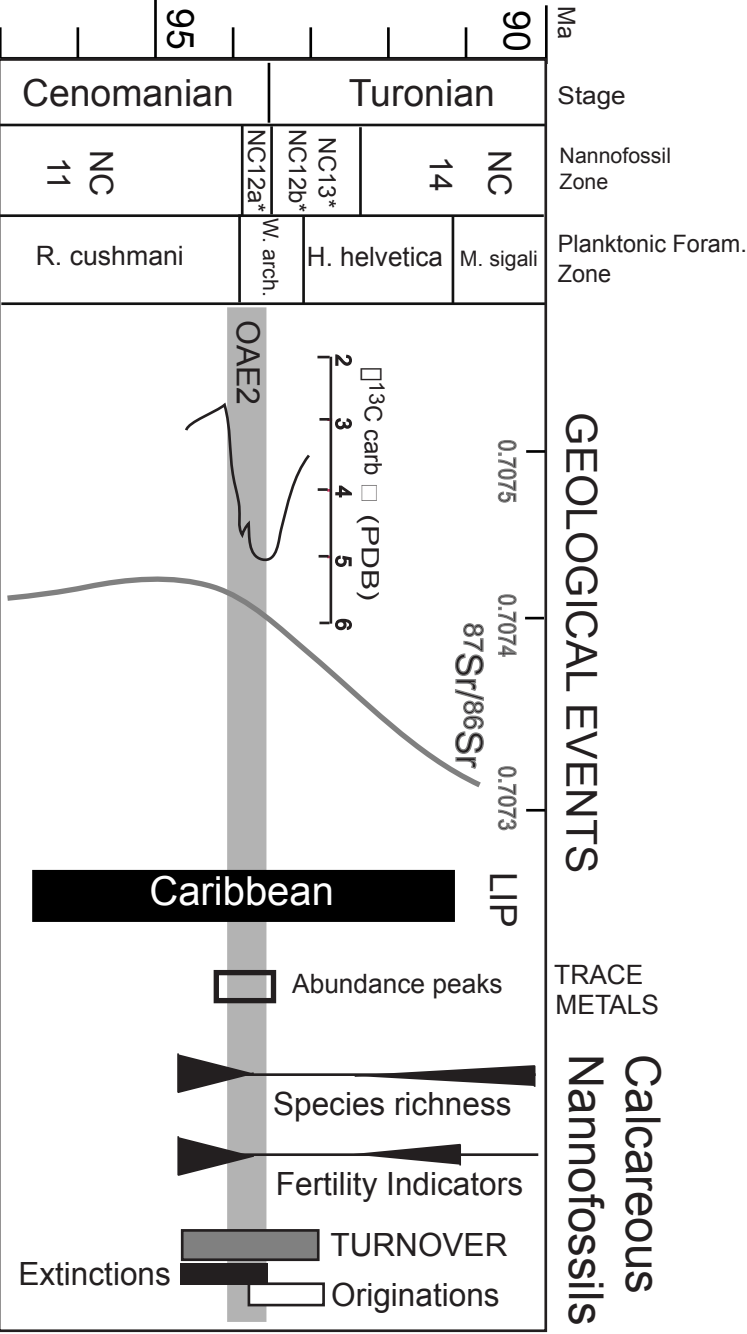 Ma
95
90
Cenomanian
Turonian
Stage
NC
11
NC12a*
NC12b*
NC13*
NC
14
Nannofossil
Zone
R. cushmani
W. arch.
H. helvetica
M. sigali
Planktonic Foram.
Zone
GEOLOGICAL EVENTS
OAE2
2
3
4
5
6
13C carb (PDB)
0.7075
0.7074
0.7073
87Sr/86Sr
Caribbean
LIP
Abundance peaks
TRACE
METALS
Calcareous
Nannofossils
Species richness
Fertility Indicators
TURNOVER
Extinctions
Originations